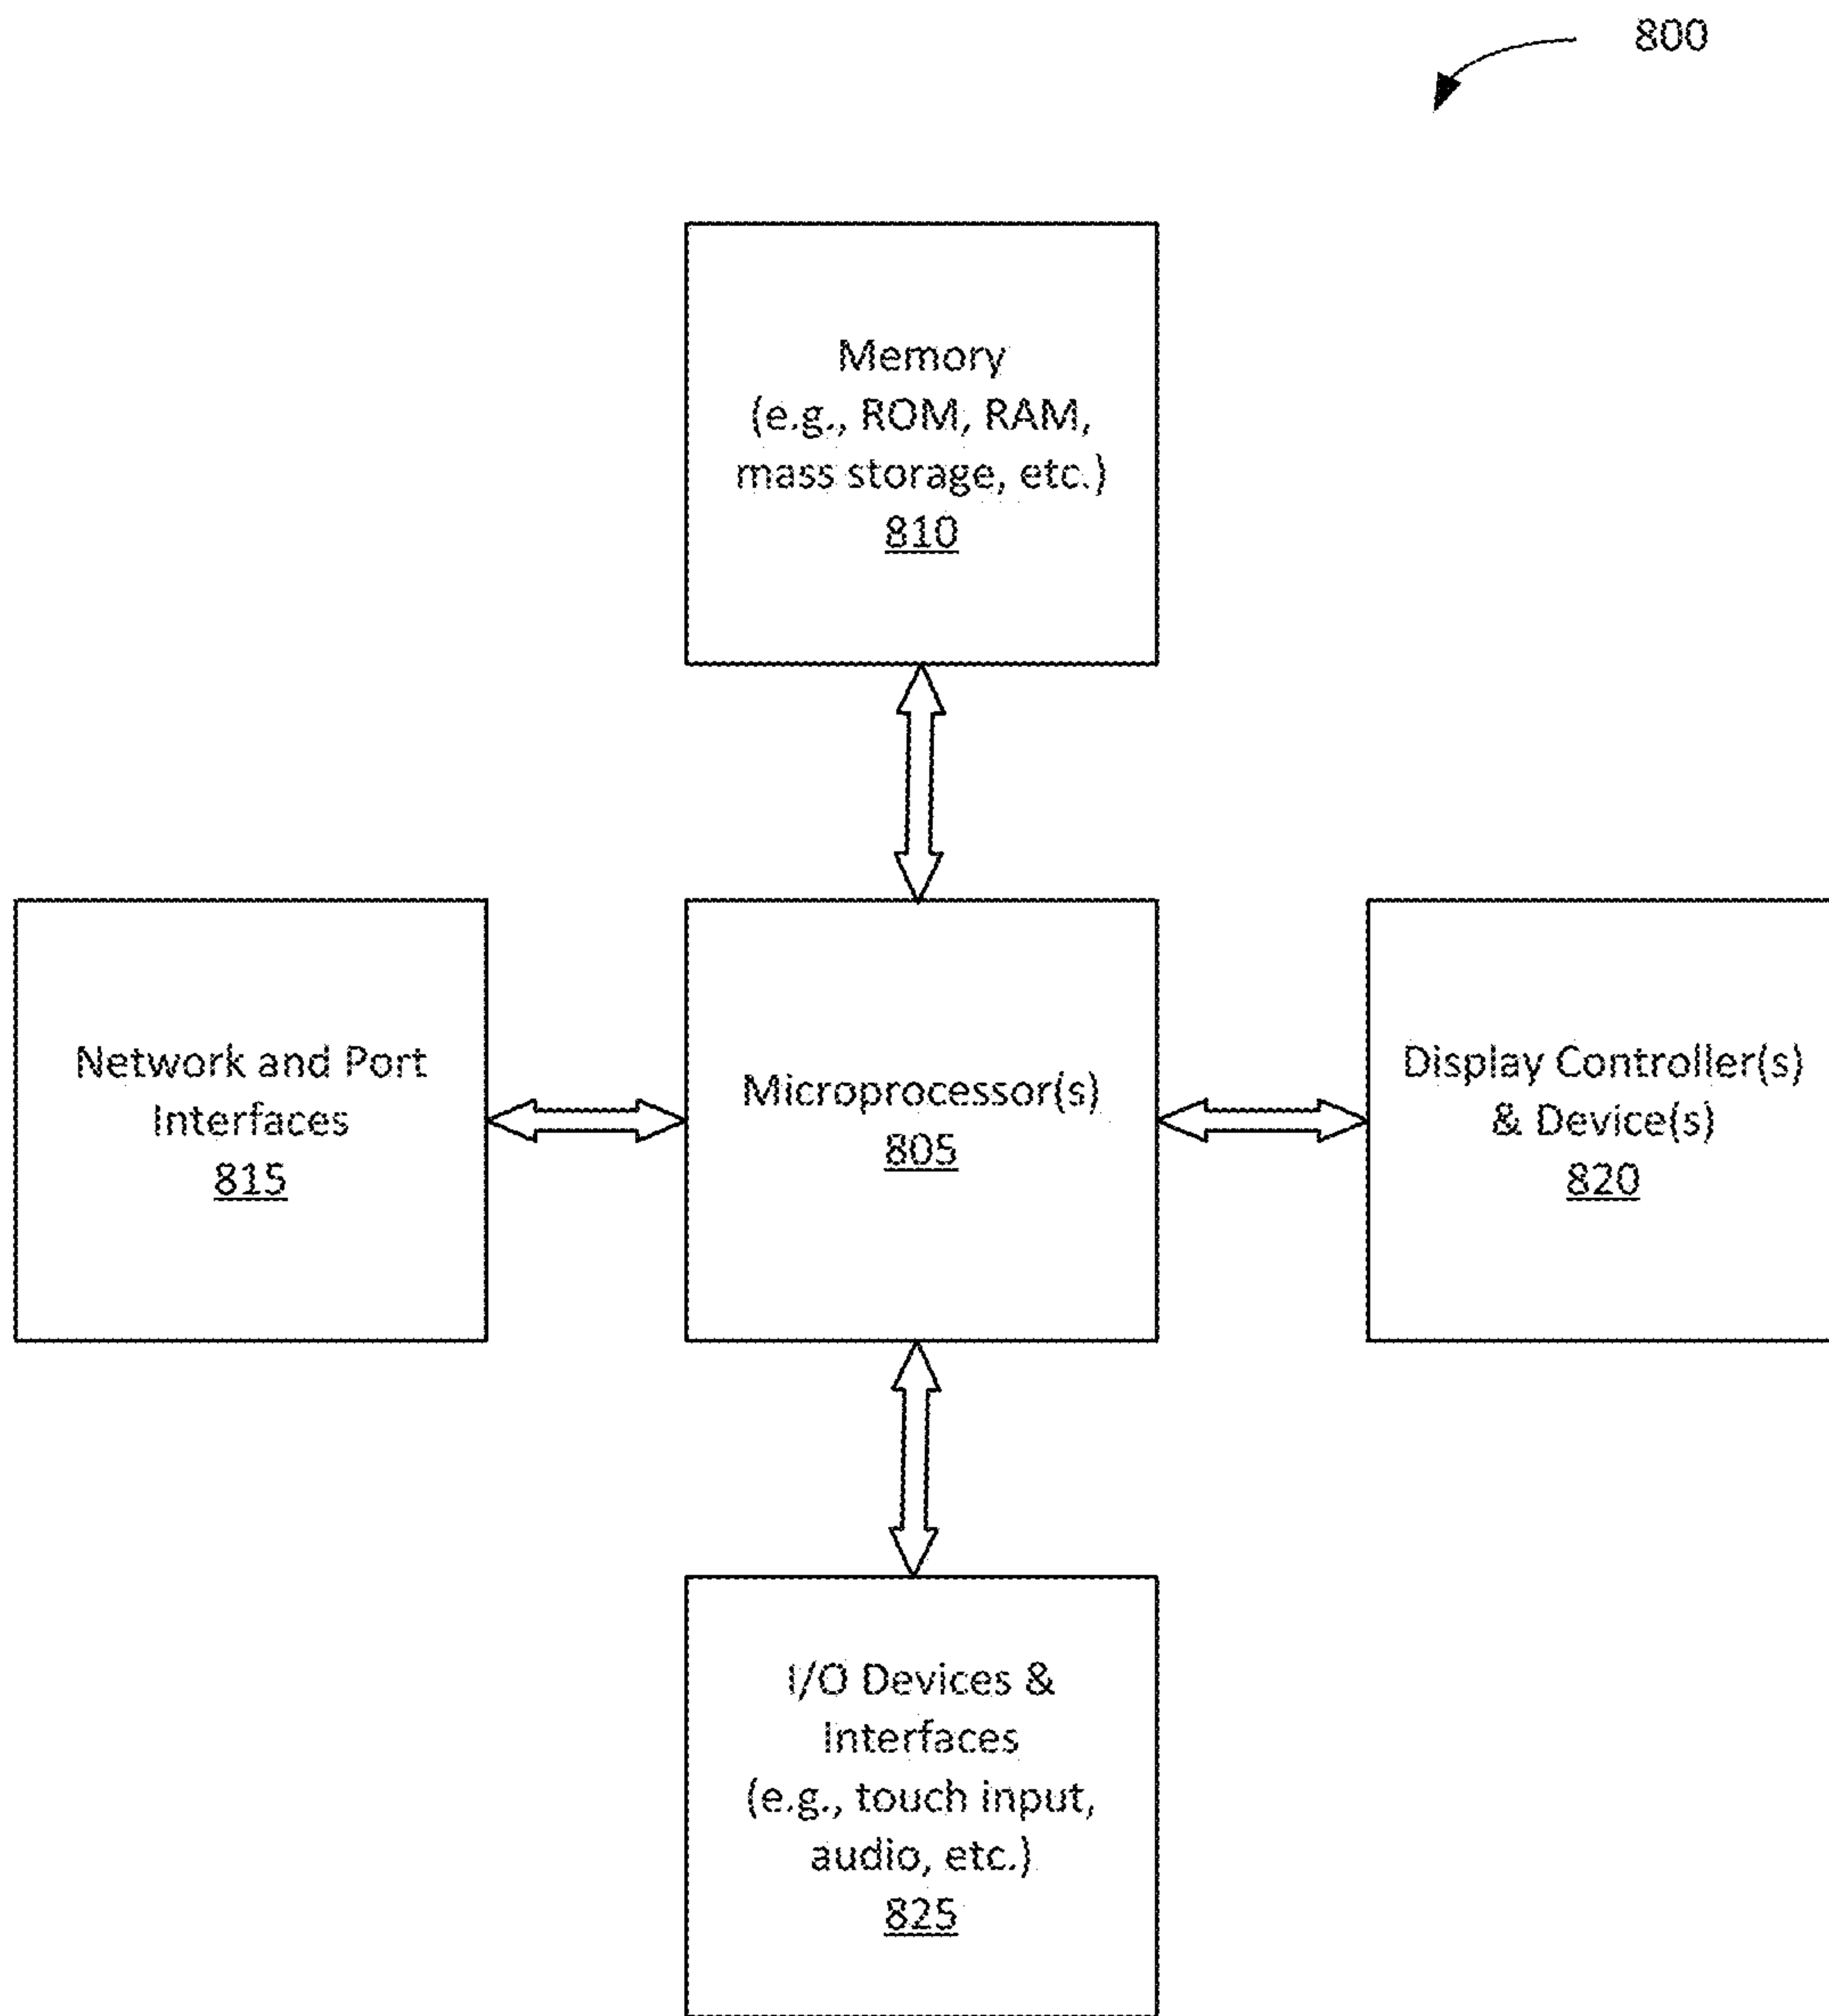 800
Memory
(e.g., ROM, RAM,
mass storage, etc.)
810
Network and Port
Interfaces
815
Microprocessor(s)
805
Display Controller(s)
& Device(s)
820
I/O Devices &
Interfaces
(e.g., touch input,
audio, etc.)
825